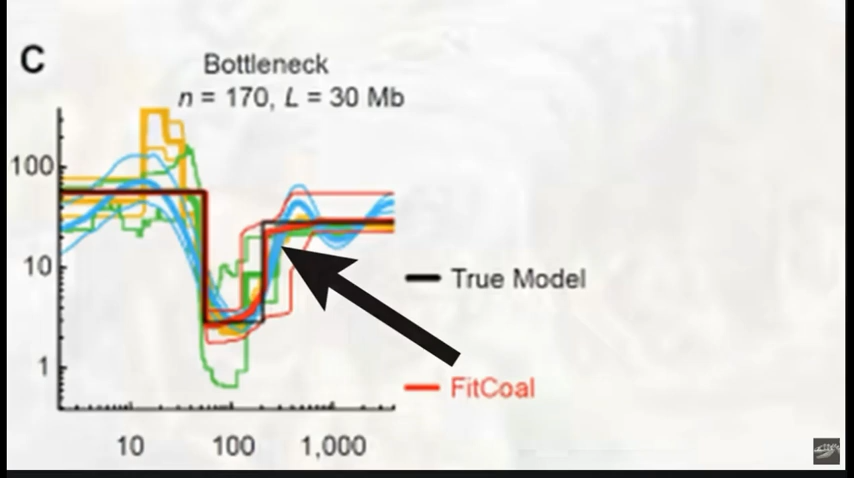 C
Bottleneck
n = 170, L = 30 Mb
100
10
1
10 100 1,000
True Model
FitCoal